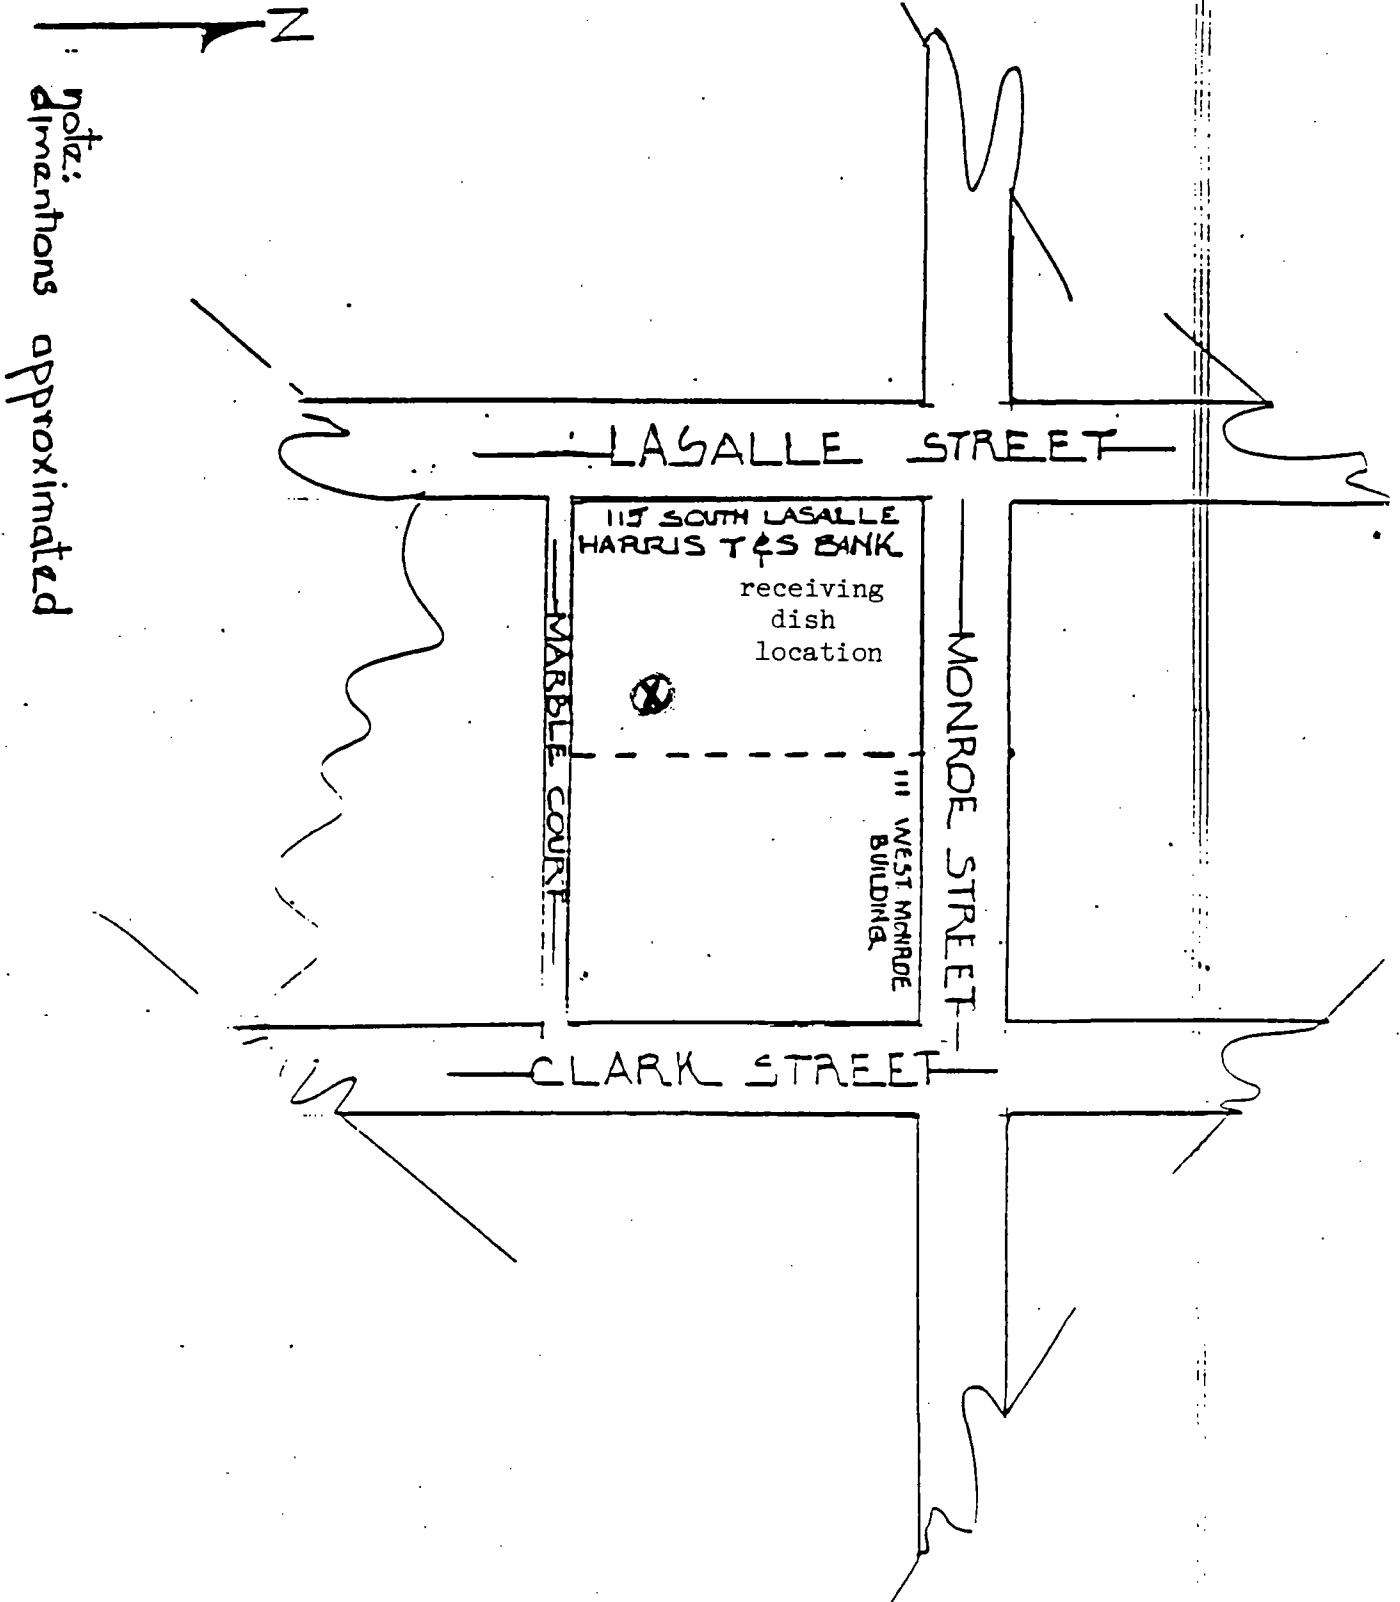 N
note:
dimentions approximated
LASALLE STREET
115 SOUTH LASALLE
HARRIS T & S BANK
receiving
dish
location
X
MARBLE COURT
MONROE STREET
111 WEST MONROE
BUILDING
CLARK STREET